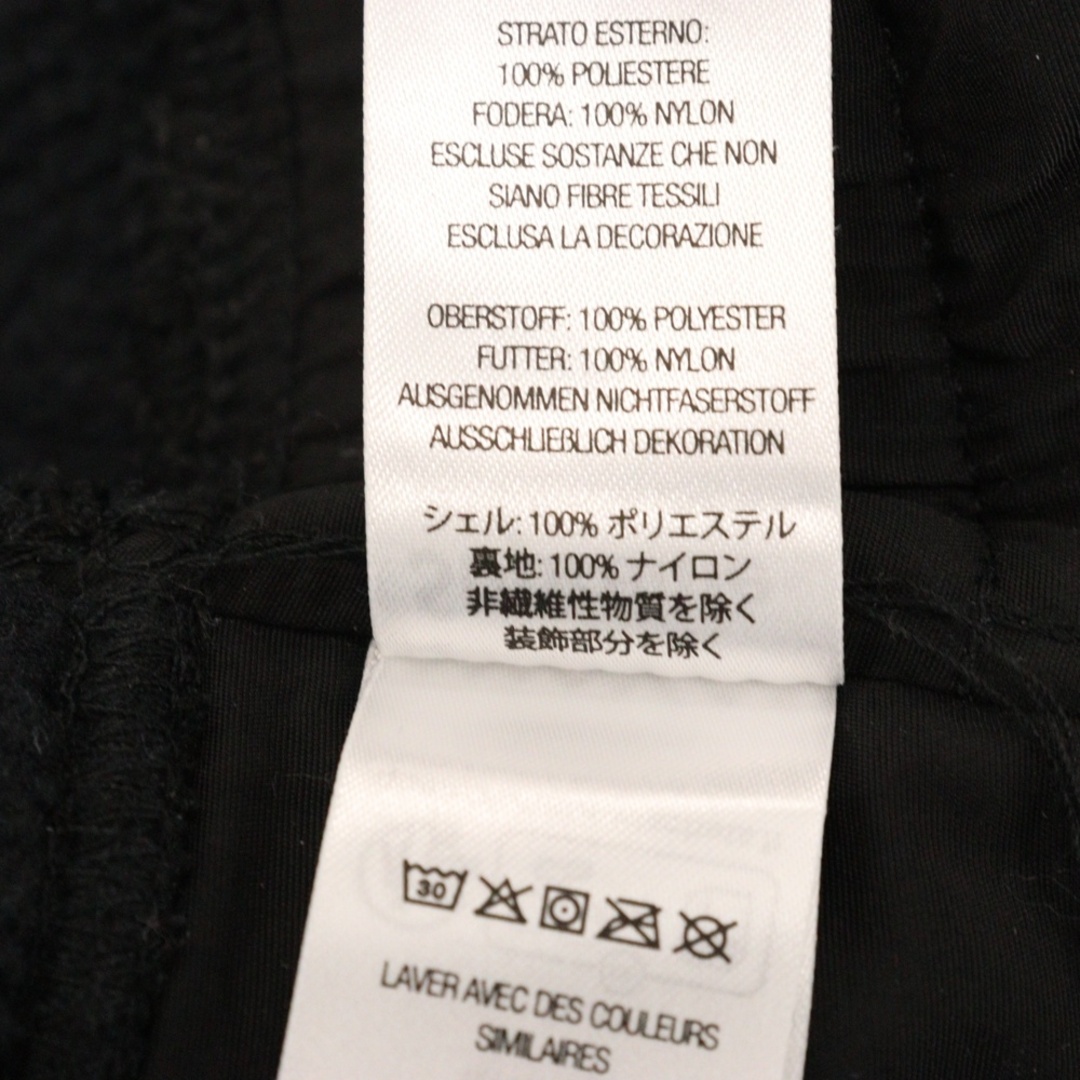 STRATO ESTERNO:
100% POLIESTERE
FODERA: 100% NYLON
ESCLUSE SOSTANZE CHE NON
SIANO FIBRE TESSILI
ESCLUSA LA DECORAZIONE
OBERSTOFF: 100% POLYESTER
FUTTER: 100% NYLON
AUSGENOMMEN NICHTFASERSTOFF
AUSSCHLIEßLICH DEKORATION
シェル: 100% ポリエステル
裏地: 100% ナイロン
非繊維性物質を除く
装飾部分を除く
30
LAVER AVEC DES COULEURS
SIMILAIRES